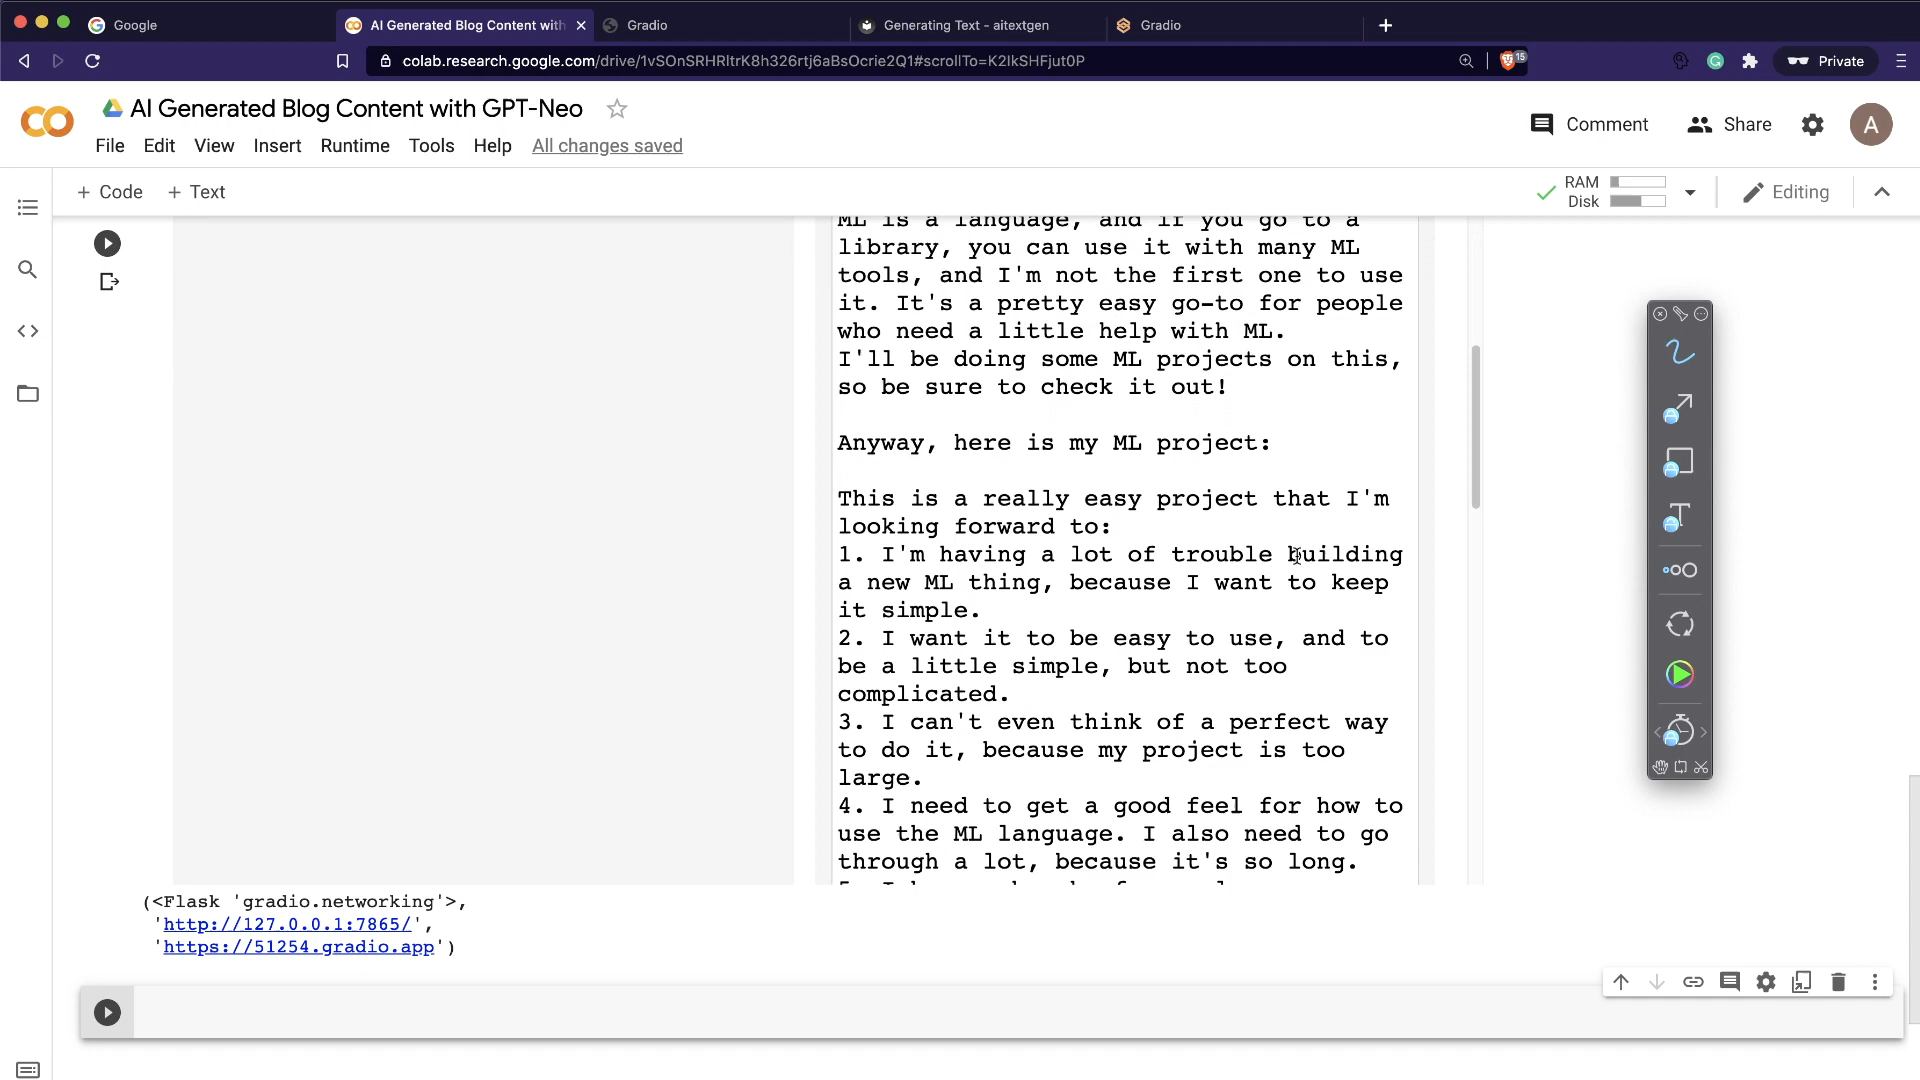 Google
AI Generated Blog Content with
Gradio
Generating Text - aitextgen
Gradio
colab.research.google.com/drive/1vSOnSRHRltrK8h326rtj6aBsOcrie2Q1#scrollTo=K2lkSHFjut0P
15
Private
AI Generated Blog Content with GPT-Neo
Comment
Share
A
File Edit View Insert Runtime Tools Help All changes saved
+ Code + Text
RAM
Disk
Editing
ML is a language, and if you go to a
library, you can use it with many ML
tools, and I'm not the first one to use
it. It's a pretty easy go-to for people
who need a little help with ML.
I'll be doing some ML projects on this,
so be sure to check it out!
Anyway, here is my ML project:
This is a really easy project that I'm
looking forward to:
1. I'm having a lot of trouble building
a new ML thing, because I want to keep
it simple.
2. I want it to be easy to use, and to
be a little simple, but not too
complicated.
3. I can't even think of a perfect way
to do it, because my project is too
large.
4. I need to get a good feel for how to
use the ML language. I also need to go
through a lot, because it's so long.
(<Flask 'gradio.networking'>,
'http://127.0.0.1:7865/',
'https://51254.gradio.app')